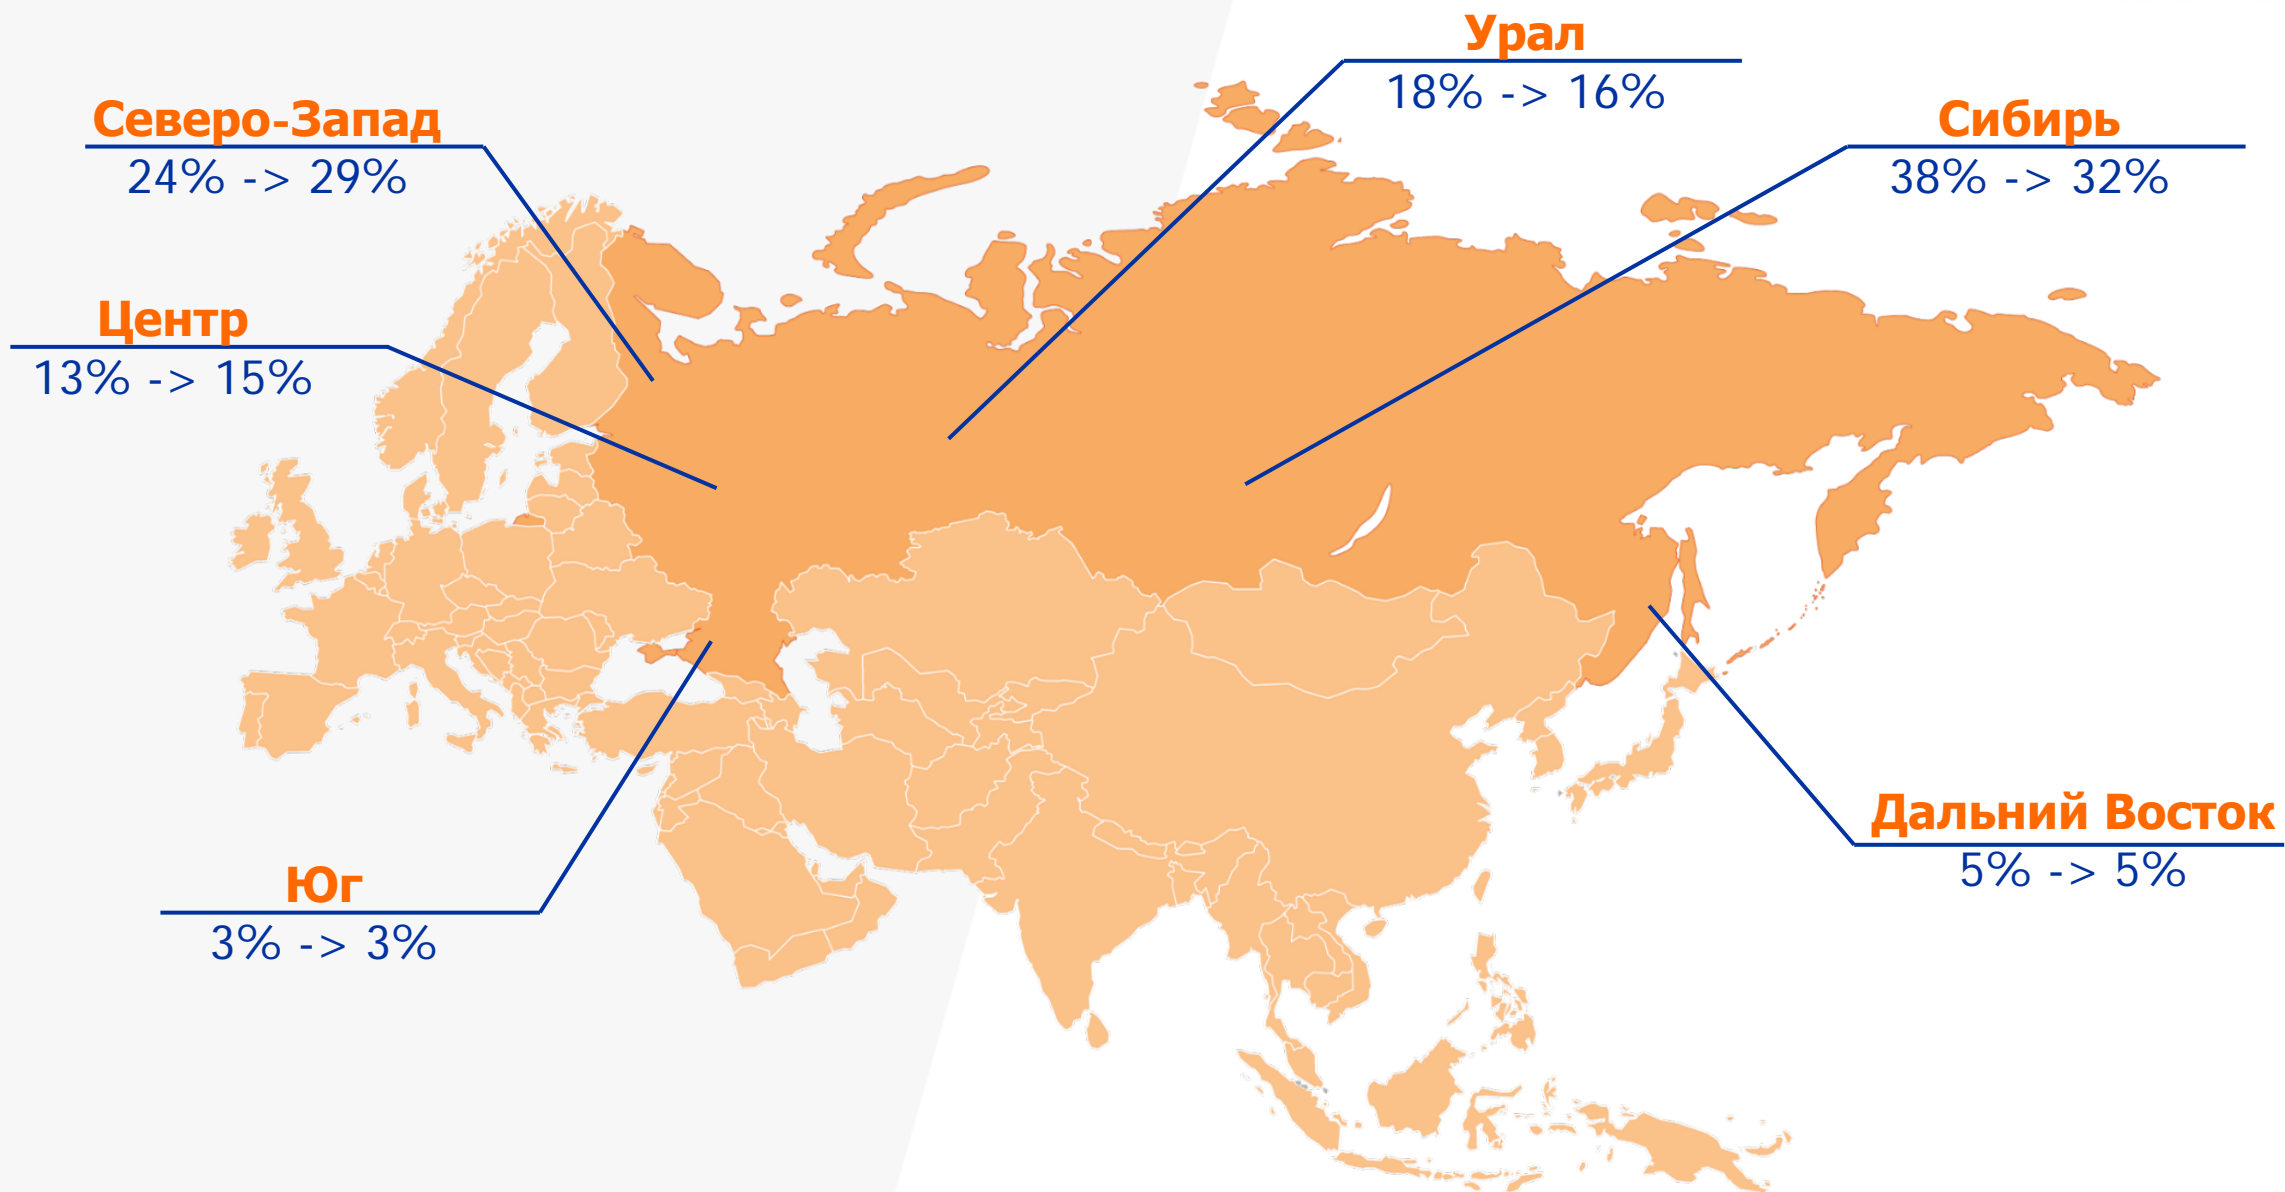 Урал
18% -> 16%
Северо-Запад
24% -> 29%
Сибирь
38% -> 32%
Центр
13% -> 15%
Дальний Восток
5% -> 5%
Юг
3% -> 3%